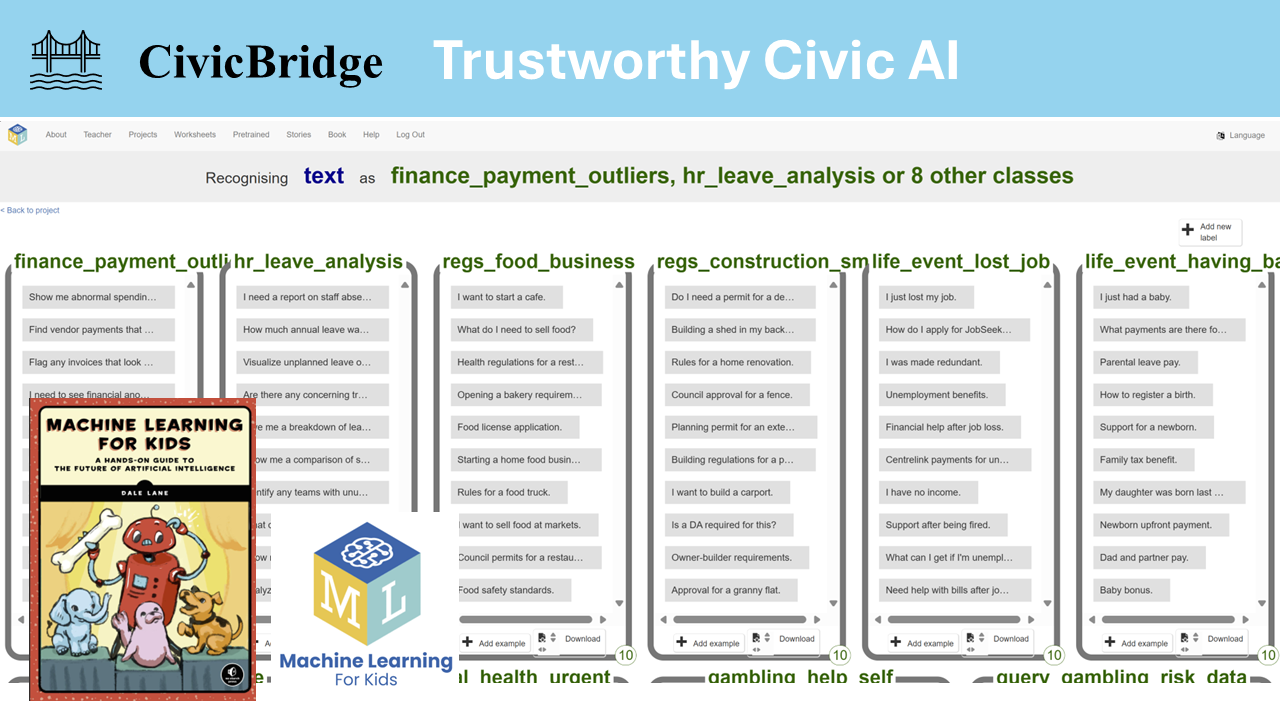 CivicBridge
Trustworthy Civic AI
About Teacher Projects Worksheets Pretrained Stories Book Help Log Out
Language
Recognising text as finance_payment_outliers, hr_leave_analysis or 8 other classes
< Back to project
Add new
label
finance_payment_outli
Show me abnormal spendin…
Find vendor payments that …
Flag any invoices that look …
I need to see financial ano…
hr_leave_analysis
I need a report on staff abse…
How much annual leave wa…
Visualize unplanned leave o…
Are there any concerning tr…
ve me a breakdown of lea…
ow me a comparison of s…
ntify any teams with unu…
regs_food_business
I want to start a cafe.
What do I need to sell food?
Health regulations for a rest…
Opening a bakery requirem…
Food license application.
Starting a home food busin…
Rules for a food truck.
I want to sell food at markets.
Council permits for a restau…
Food safety standards.
Add example
Download
10
regs_construction_sm
Do I need a permit for a de…
Building a shed in my back…
Rules for a home renovation.
Council approval for a fence.
Planning permit for an exte…
Building regulations for a p…
I want to build a carport.
Is a DA required for this?
Owner-builder requirements.
Approval for a granny flat.
Add example
Download
10
life_event_lost_job
I just lost my job.
How do I apply for JobSeek…
I was made redundant.
Unemployment benefits.
Financial help after job loss.
Centrelink payments for un…
I have no income.
Support after being fired.
What can I get if I'm unempl…
Need help with bills after jo…
Add example
Download
10
life_event_having_ba
I just had a baby.
What payments are there fo…
Parental leave pay.
How to register a birth.
Support for a newborn.
Family tax benefit.
My daughter was born last …
Newborn upfront payment.
Dad and partner pay.
Baby bonus.
Add example
Download
10
MACHINE LEARNING
FOR KIDS
A HANDS-ON GUIDE TO
THE FUTURE OF ARTIFICIAL INTELLIGENCE
DALE LANE
M L
Machine Learning
For Kids
al_health_urgent
gambling_help_self
query_gambling_risk_data